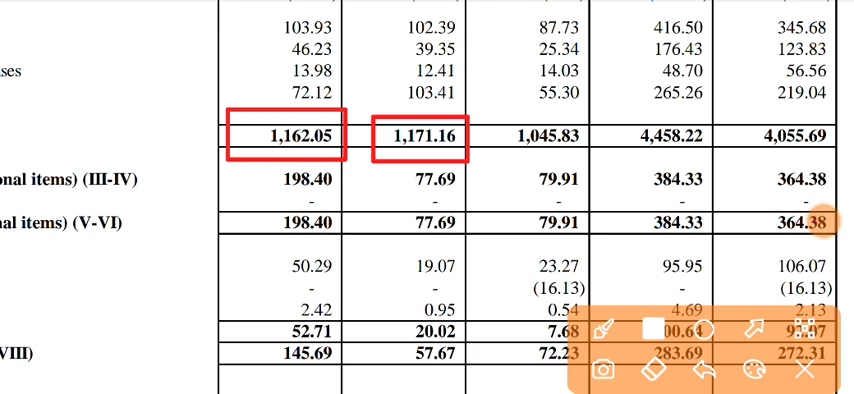 103.93 102.39 87.73 416.50 345.68
46.23 39.35 25.34 176.43 123.83
ses 13.98 12.41 14.03 48.70 56.56
72.12 103.41 55.30 265.26 219.04
1,162.05 1,171.16 1,045.83 4,458.22 4,055.69
onal items) (III-IV) 198.40 77.69 79.91 384.33 364.38
- - - - -
al items) (V-VI) 198.40 77.69 79.91 384.33 364.38
50.29 19.07 23.27 95.95 106.07
- - (16.13) - (16.13)
2.42 0.95 0.54 4.69 2.13
52.71 20.02 7.68
VIII) 145.69 57.67 72.23 283.69 272.31